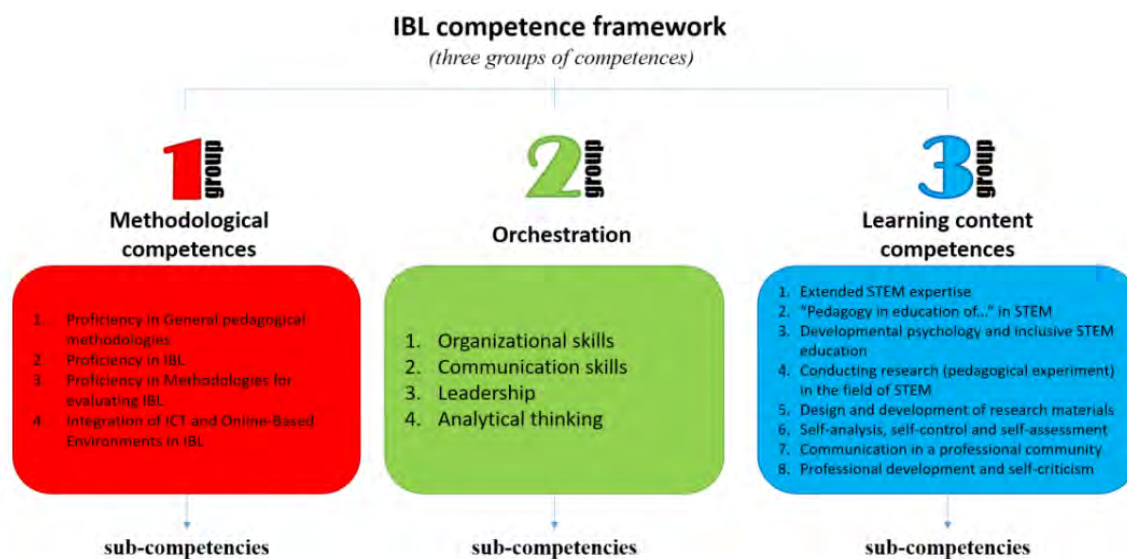 IBL competence framework
(three groups of competences)
1 group
Methodological
competences
1. Proficiency in General pedagogical
methodologies
2. Proficiency in IBL
3. Proficiency in Methodologies for
evaluating IBL
4. Integration of ICT and Online-Based
Environments in IBL
sub-competencies
2 group
Orchestration
1. Organizational skills
2. Communication skills
3. Leadership
4. Analytical thinking
sub-competencies
3 group
Learning content
competences
1. Extended STEM expertise
2. "Pedagogy in education of..." in STEM
3. Developmental psychology and inclusive STEM
education
4. Conducting research (pedagogical experiment)
in the field of STEM
5. Design and development of research materials
6. Self-analysis, self-control and self-assessment
7. Communication in a professional community
8. Professional development and self-criticism
sub-competencies